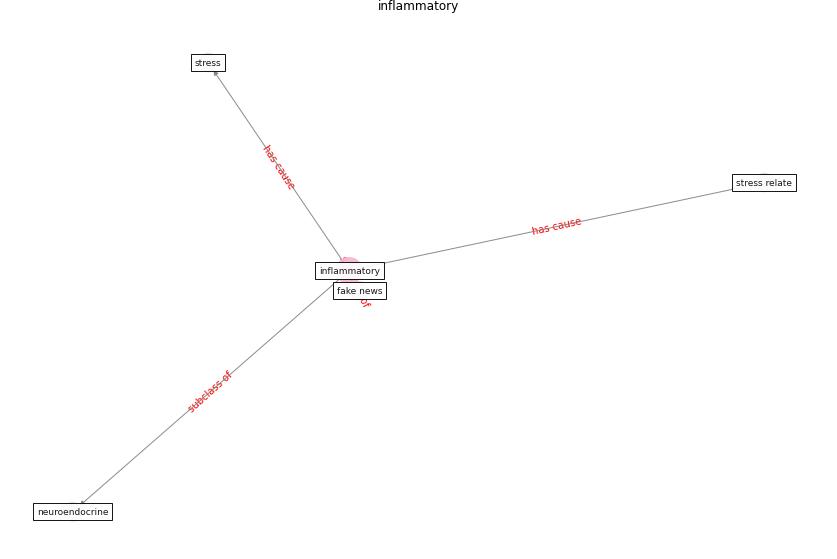 inflammatory
stress
has cause
stress relate
has cause
inflammatory
fake news
of
subclass of
neuroendocrine